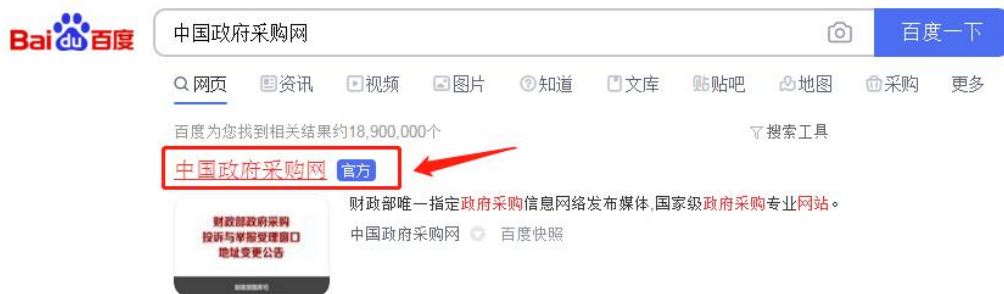 Bai du 百度
中国政府采购网
百度一下
网页 资讯 视频 图片 知道 文库 贴吧 地图 采购 更多
百度为您找到相关结果约18,900,000个
搜索工具
中国政府采购网 官方
财政部唯一指定政府采购信息网络发布媒体,国家级政府采购专业网站。
中国政府采购网 百度快照
财政部政府采购
投诉与举报受理窗口
地址变更公告